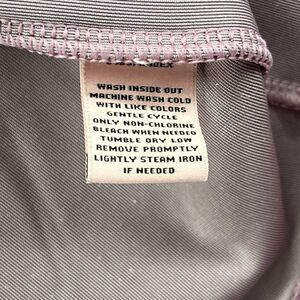 WASH INSIDE OUT
MACHINE WASH COLD
WITH LIKE COLORS
GENTLE CYCLE
ONLY NON-CHLORINE
BLEACH WHEN NEEDED
TUMBLE DRY LOW
REMOVE PROMPTLY
LIGHTLY STEAM IRON
IF NEEDED